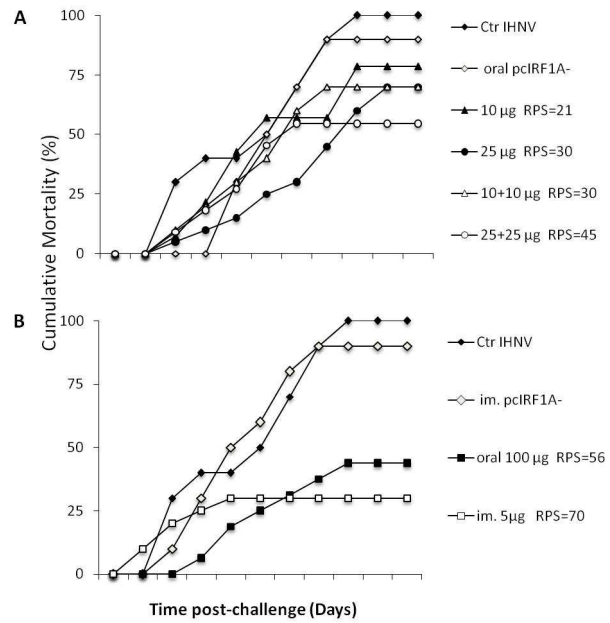 A
100
75
50
25
0
Ctr IHNV
oral pcIRF1A-
10 µg RPS=21
25 µg RPS=30
10+10 µg RPS=30
25+25 µg RPS=45
Cumulative Mortality (%)
B
100
75
50
25
0
Ctr IHNV
im. pcIRF1A-
oral 100 µg RPS=56
im. 5µg RPS=70
Time post-challenge (Days)